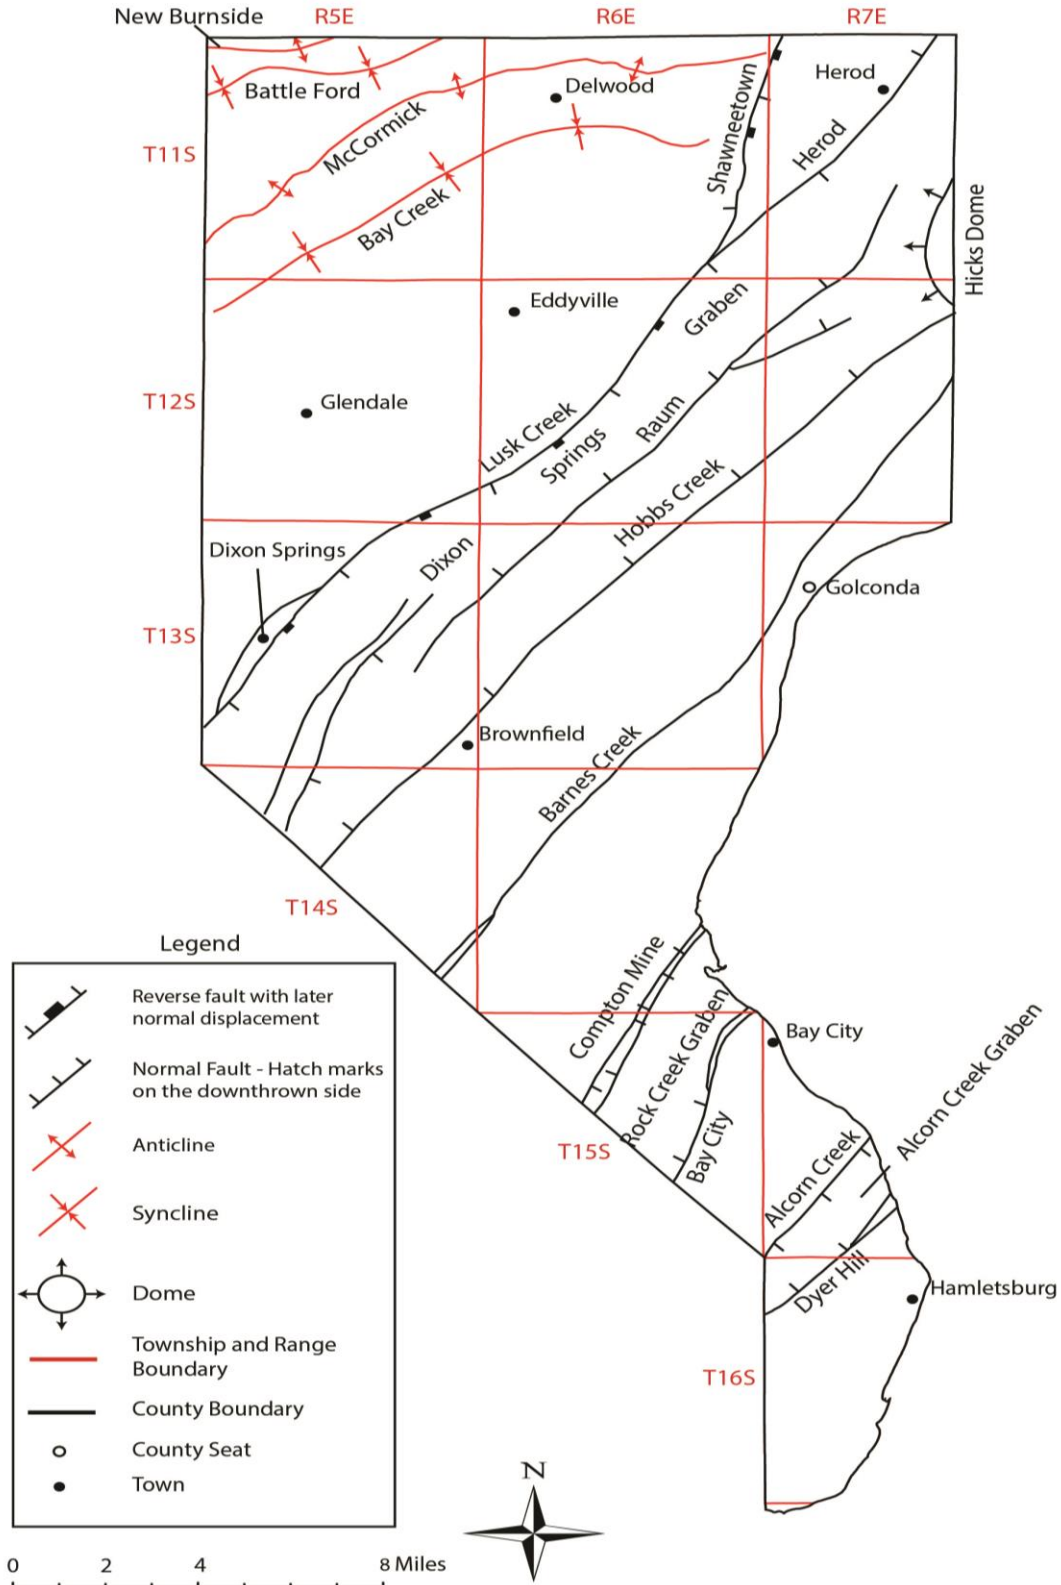 New Burnside
R5E
R6E
R7E
Battle Ford
Delwood
Herod
McCormick
Shawneetown
Herod
T11S
Bay Creek
Hicks Dome
Eddyville
Graben
T12S
Glendale
Lusk Creek
Springs
Raum
Hobbs Creek
Dixon Springs
Dixon
Golconda
T13S
Brownfield
Barnes Creek
T14S
Compton Mine
Rock Creek Graben
Bay City
Alcorn Creek Graben
T15S
Bay City
Alcorn Creek
Dyer Hill
Hamletsburg
T16S
Legend
Reverse fault with later
normal displacement
Normal Fault - Hatch marks
on the downthrown side
Anticline
Syncline
Dome
Township and Range
Boundary
County Boundary
County Seat
Town
N
0 2 4 8 Miles